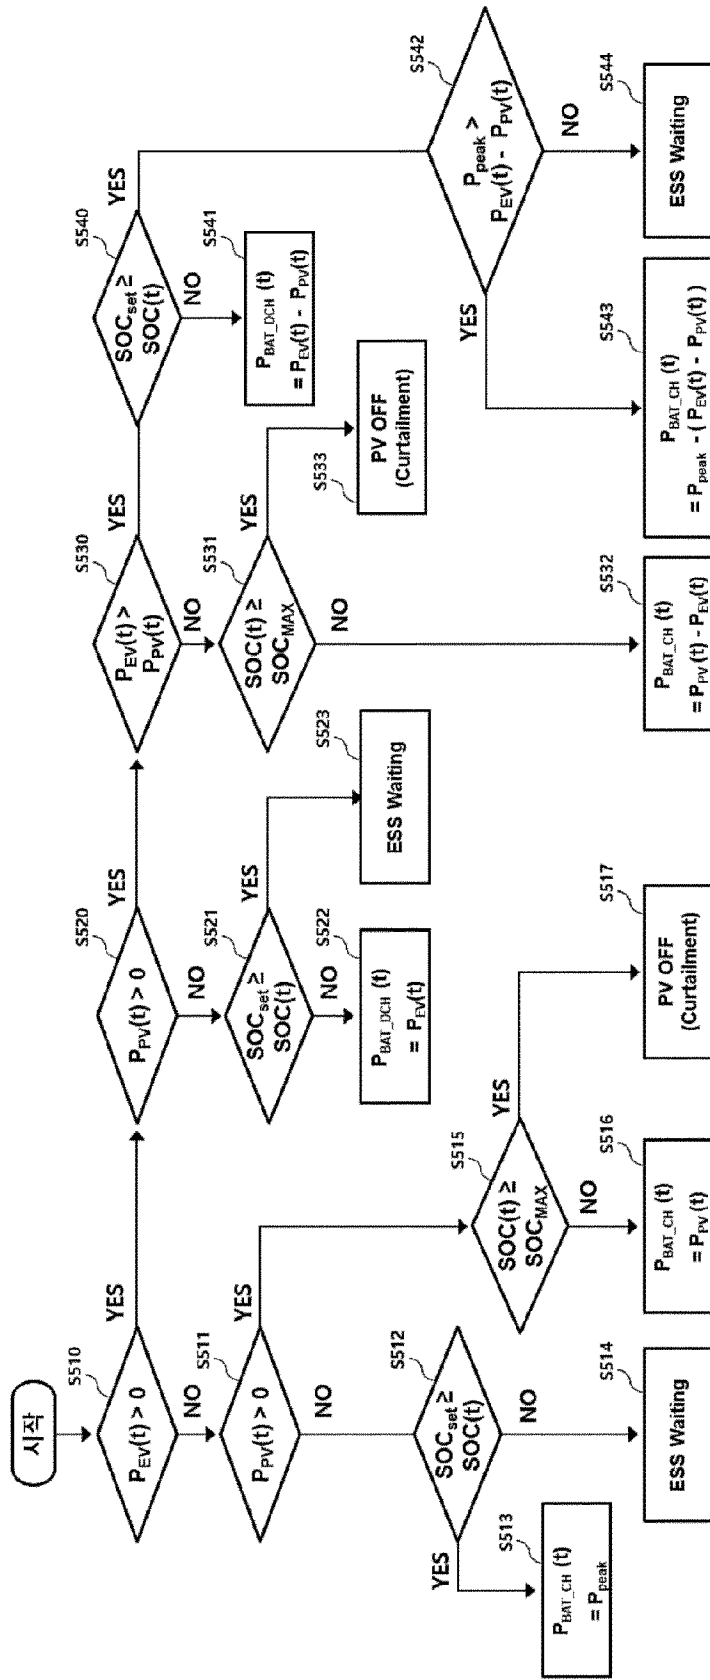 시작
S510
P_EV(t) > 0
YES
NO
S511
P_PV(t) > 0
YES
NO
S512
SOC_set ≥
SOC(t)
YES
NO
S513
P_BAT_CH (t)
= P_peak
S514
ESS Waiting
S515
SOC(t) ≥
SOC_MAX
YES
NO
S516
P_BAT_CH (t)
= P_PV (t)
S517
PV OFF
(Curtailment)
S520
P_PV(t) > 0
YES
NO
S521
SOC_set ≥
SOC(t)
YES
NO
S522
P_BAT_DCH (t)
= P_EV(t)
S523
ESS Waiting
S530
P_EV(t) >
P_PV(t)
YES
NO
S531
SOC(t) ≥
SOC_MAX
YES
NO
S532
P_BAT_CH (t)
= P_PV (t) - P_EV(t)
S533
PV OFF
(Curtailment)
S540
SOC_set ≥
SOC(t)
YES
NO
S541
P_BAT_DCH (t)
= P_EV(t) - P_PV(t)
S542
P_peak >
P_EV(t) - P_PV(t)
YES
NO
S543
P_BAT_CH (t)
= P_peak - ( P_EV(t) - P_PV(t) )
S544
ESS Waiting